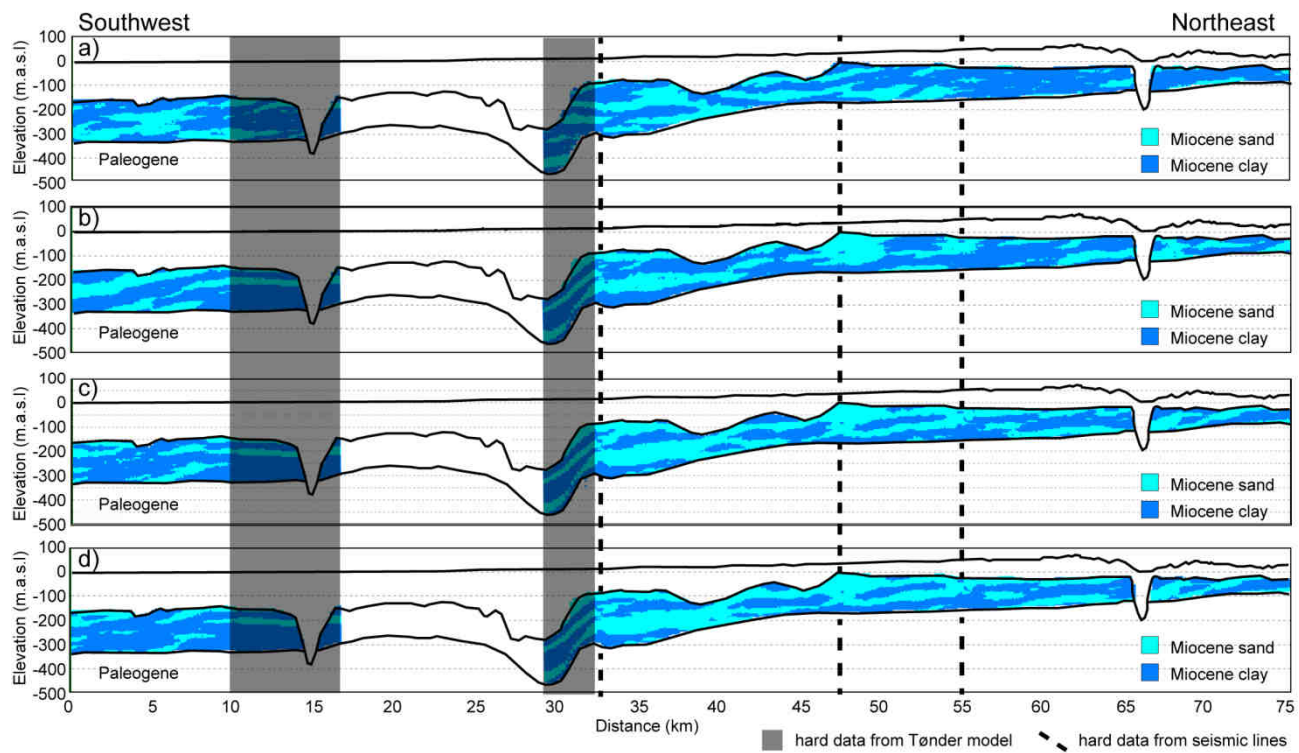 Southwest Northeast
a)
Elevation (m.a.s.l)
100
0
-100
-200
-300
-400
-500
Paleogene
Miocene sand
Miocene clay
b)
Elevation (m.a.s.l)
100
0
-100
-200
-300
-400
-500
Paleogene
Miocene sand
Miocene clay
c)
Elevation (m.a.s.l)
100
0
-100
-200
-300
-400
-500
Paleogene
Miocene sand
Miocene clay
d)
Elevation (m.a.s.l)
100
0
-100
-200
-300
-400
-500
Paleogene
Miocene sand
Miocene clay
0 5 10 15 20 25 30 35 40 45 50 55 60 65 70 75
Distance (km)
hard data from Tønder model hard data from seismic lines